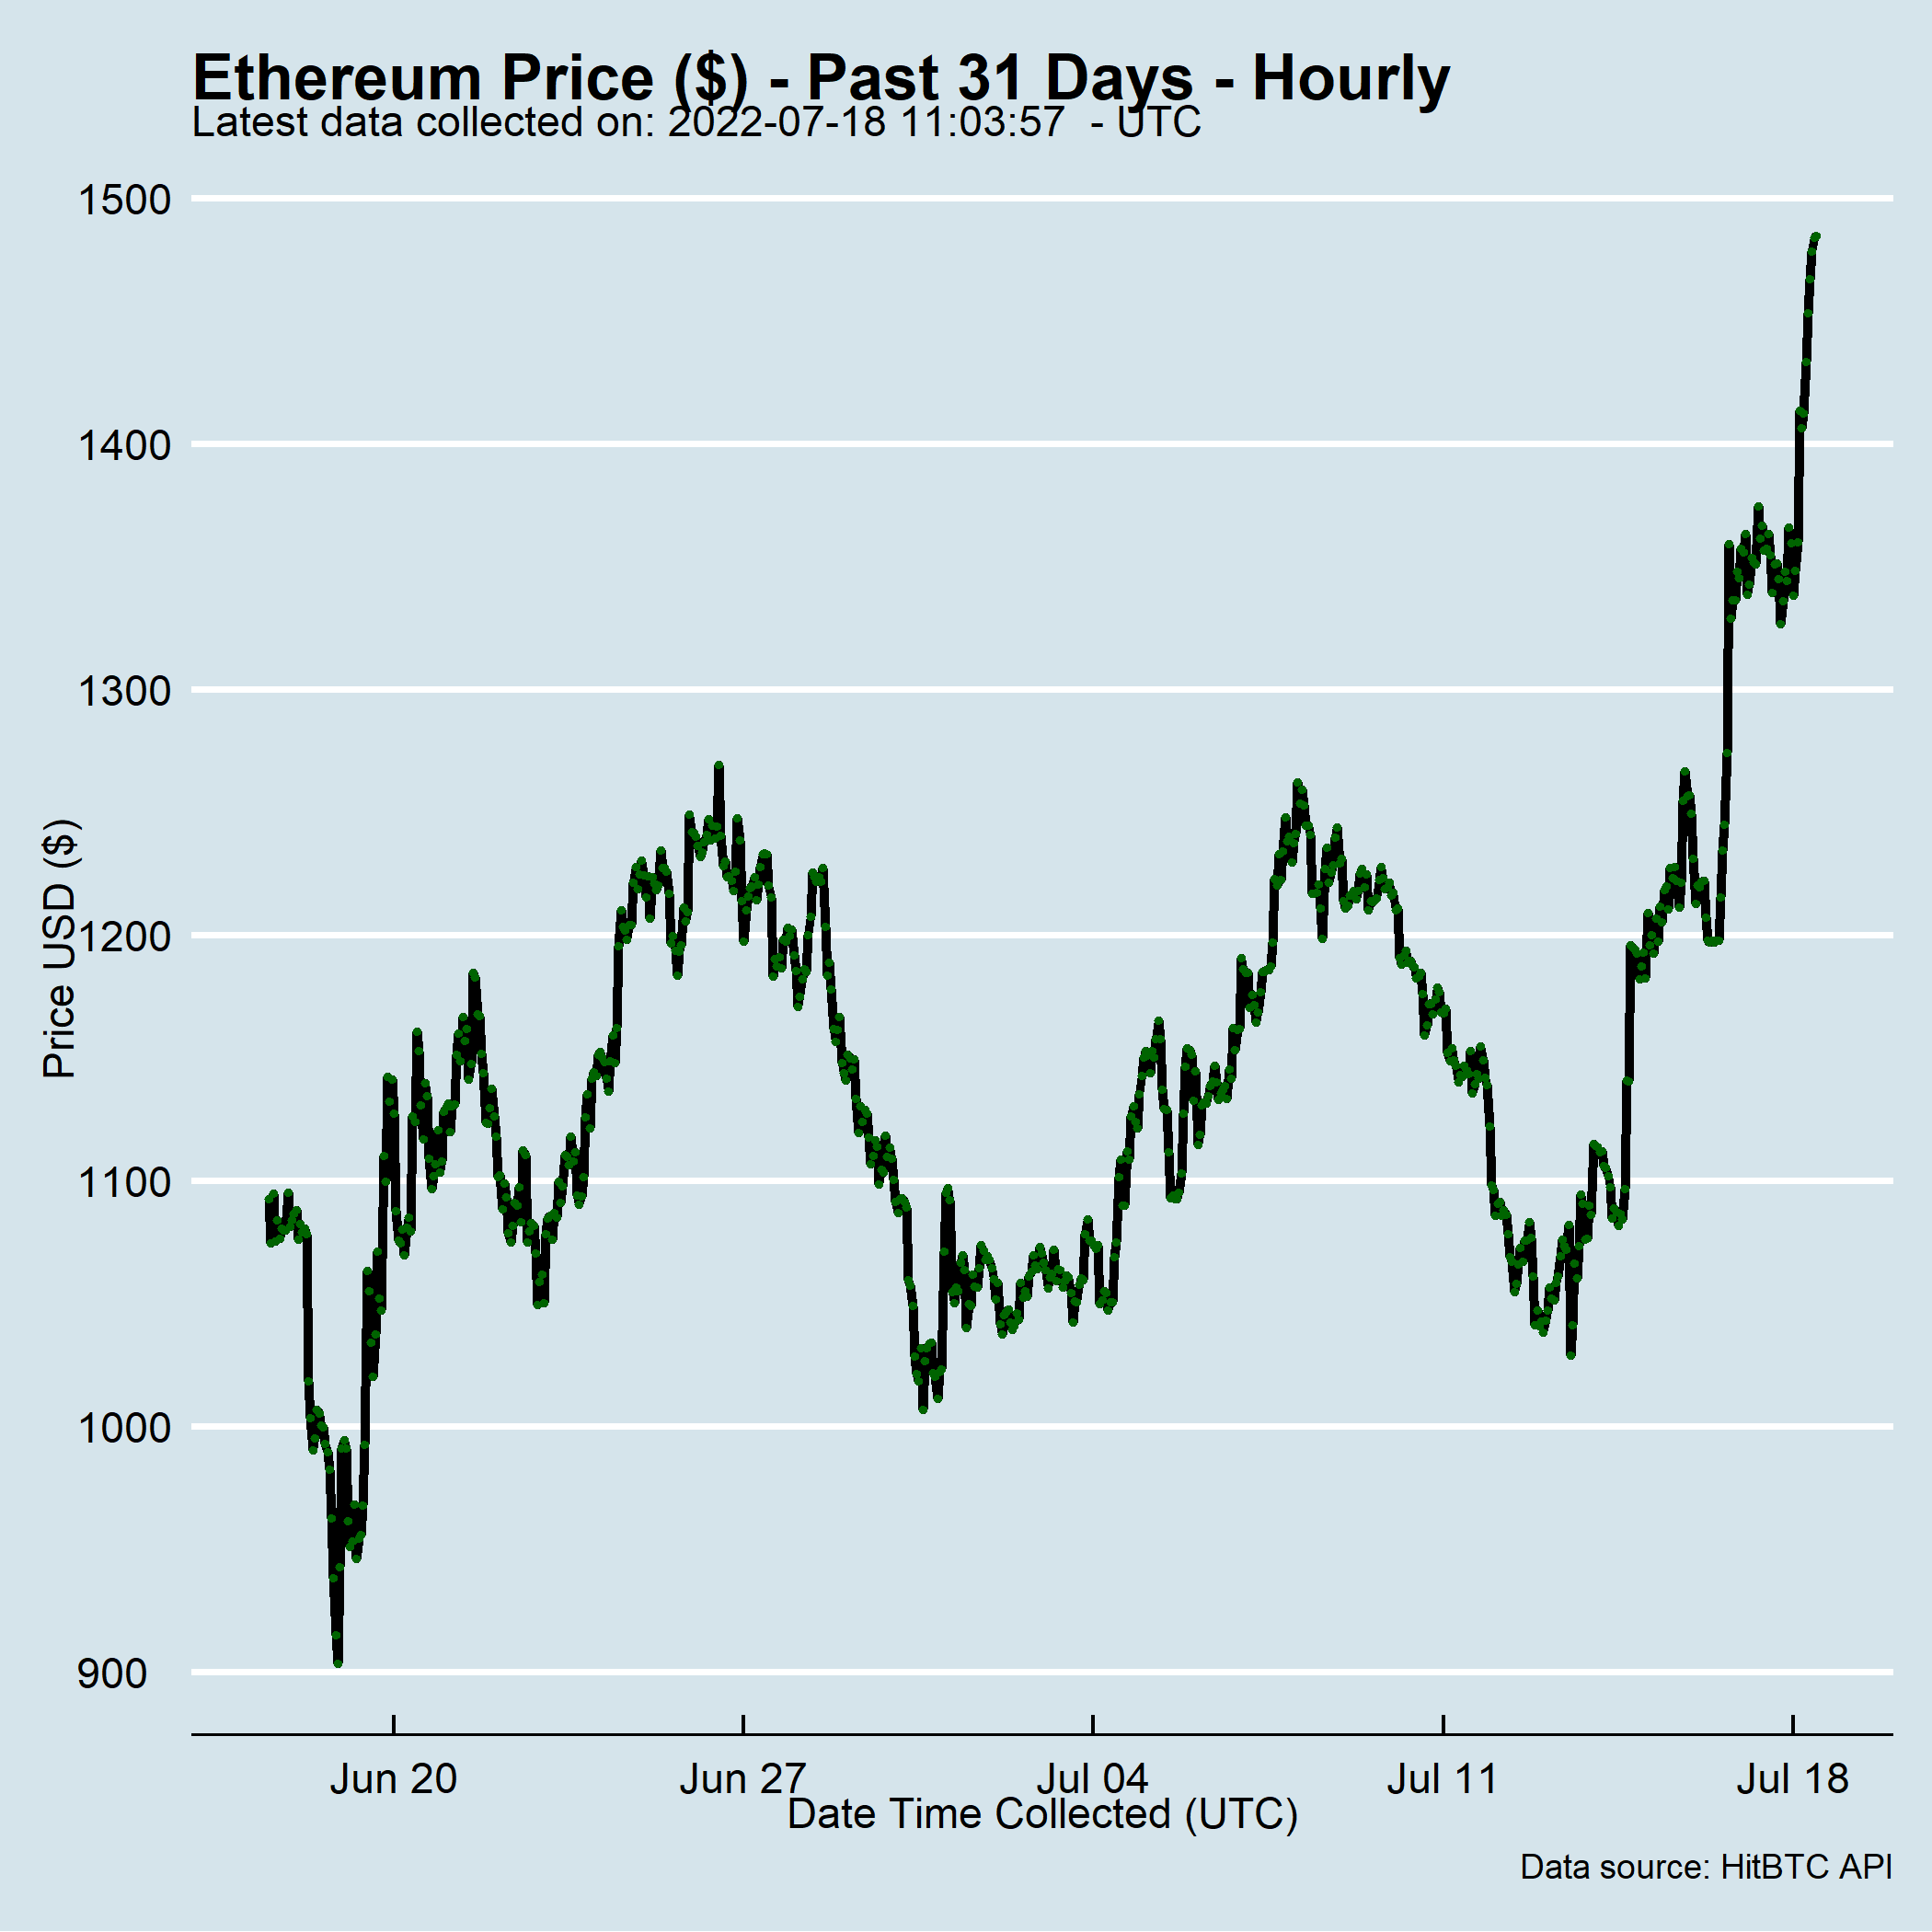 Ethereum Price ($) - Past 31 Days - Hourly
Latest data collected on: 2022-07-18 11:03:57  - UTC
1500
1400
1300
1200
1100
1000
900
Price USD ($)
Jun 20
Jun 27
Jul 04
Jul 11
Jul 18
Date Time Collected (UTC)
Data source: HitBTC API